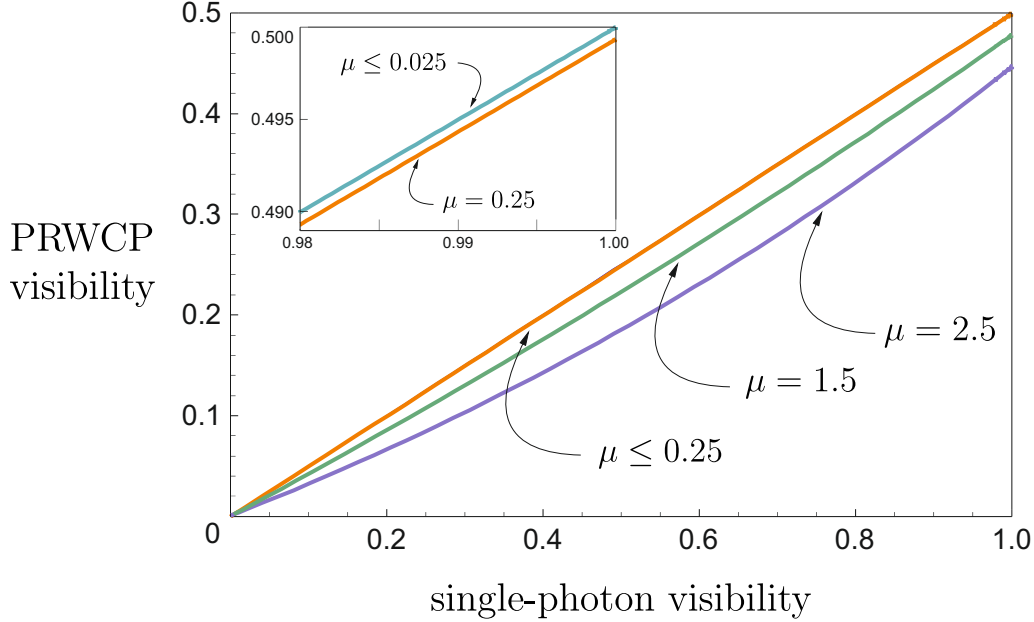 0.5
0.4
0.3
0.2
0.1
0
PRWCP
visibility
0.500
0.495
0.490
0.98
0.99
1.00
μ ≤ 0.025
μ = 0.25
μ = 2.5
μ = 1.5
μ ≤ 0.25
0.2
0.4
0.6
0.8
1.0
single-photon visibility